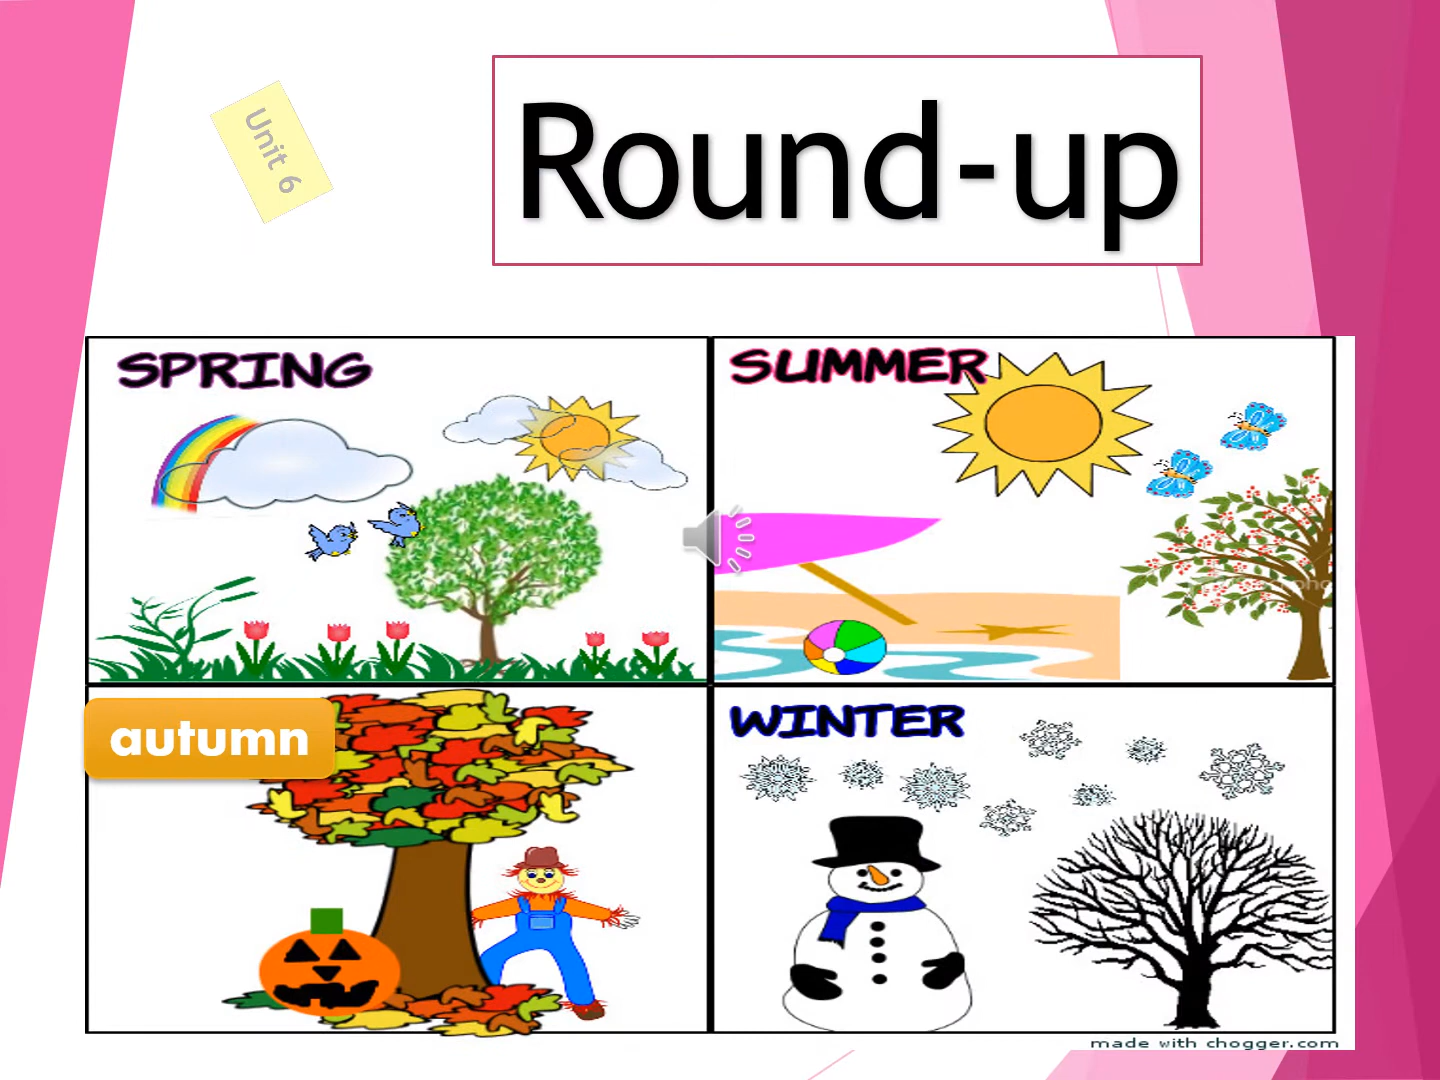 Unit 6
Round-up
SPRING
SUMMER
autumn
WINTER
made with chogger.com